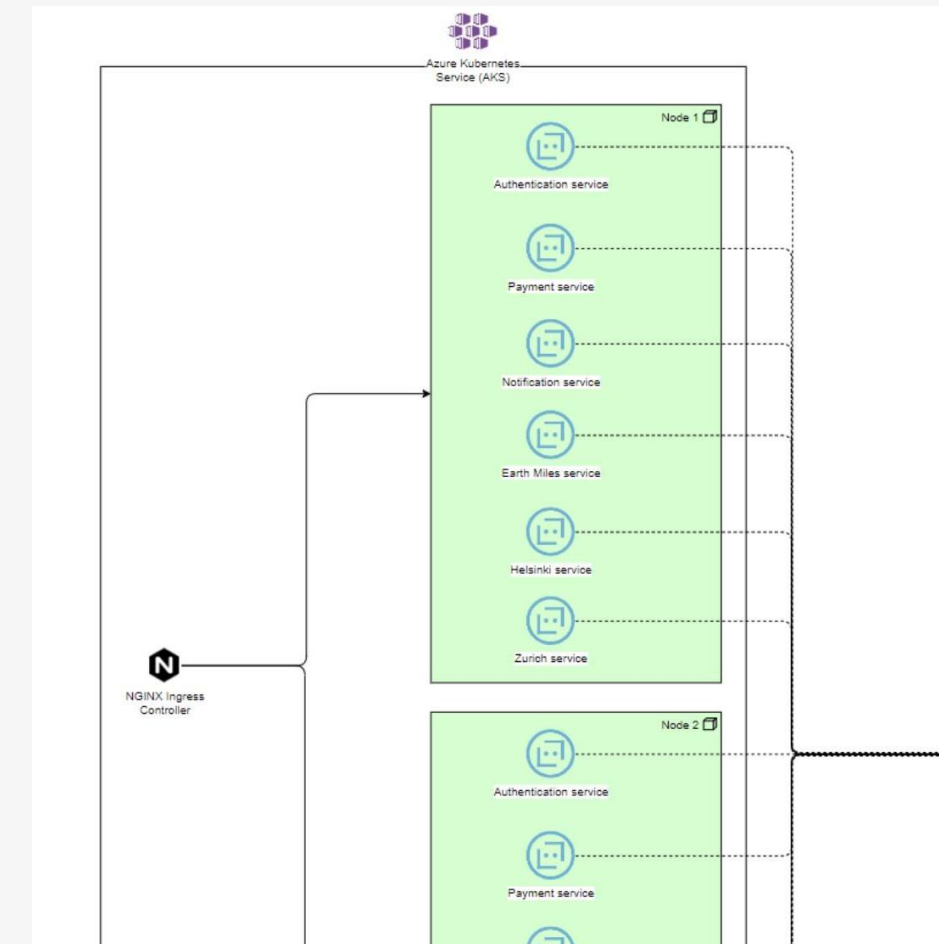 Azure Kubernetes
Service (AKS)
Node 1
Authentication service
Payment service
Notification service
Earth Miles service
Helsinki service
Zurich service
N
NGINX Ingress
Controller
Node 2
Authentication service
Payment service